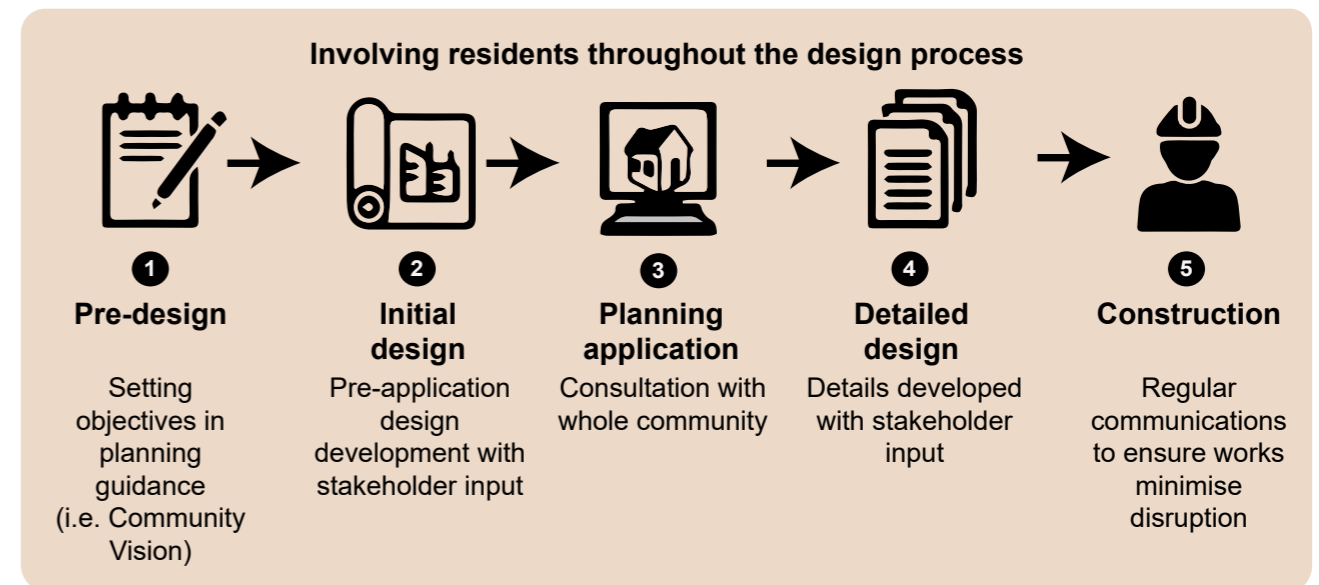 Involving residents throughout the design process
1
Pre-design
Setting
objectives in
planning
guidance
(i.e. Community
Vision)
2
Initial
design
Pre-application
design
development with
stakeholder input
3
Planning
application
Consultation with
whole community
4
Detailed
design
Details developed
with stakeholder
input
5
Construction
Regular
communications
to ensure works
minimise
disruption